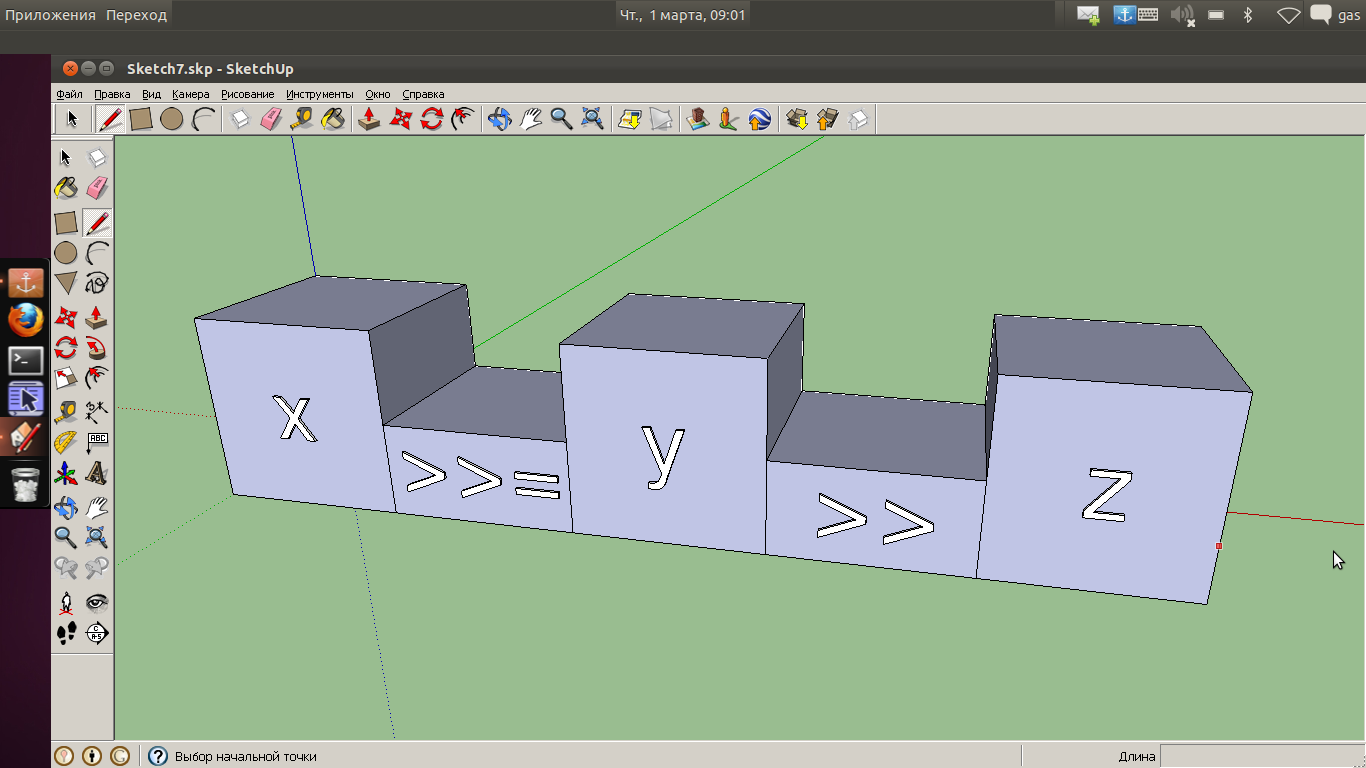 Приложения Переход Чт., 1 марта, 09:01 gas
Sketch7.skp - SketchUp
Файл Правка Вид Камера Рисование Инструменты Окно Справка
ABC
x >>= y >> z
Выбор начальной точки Длина